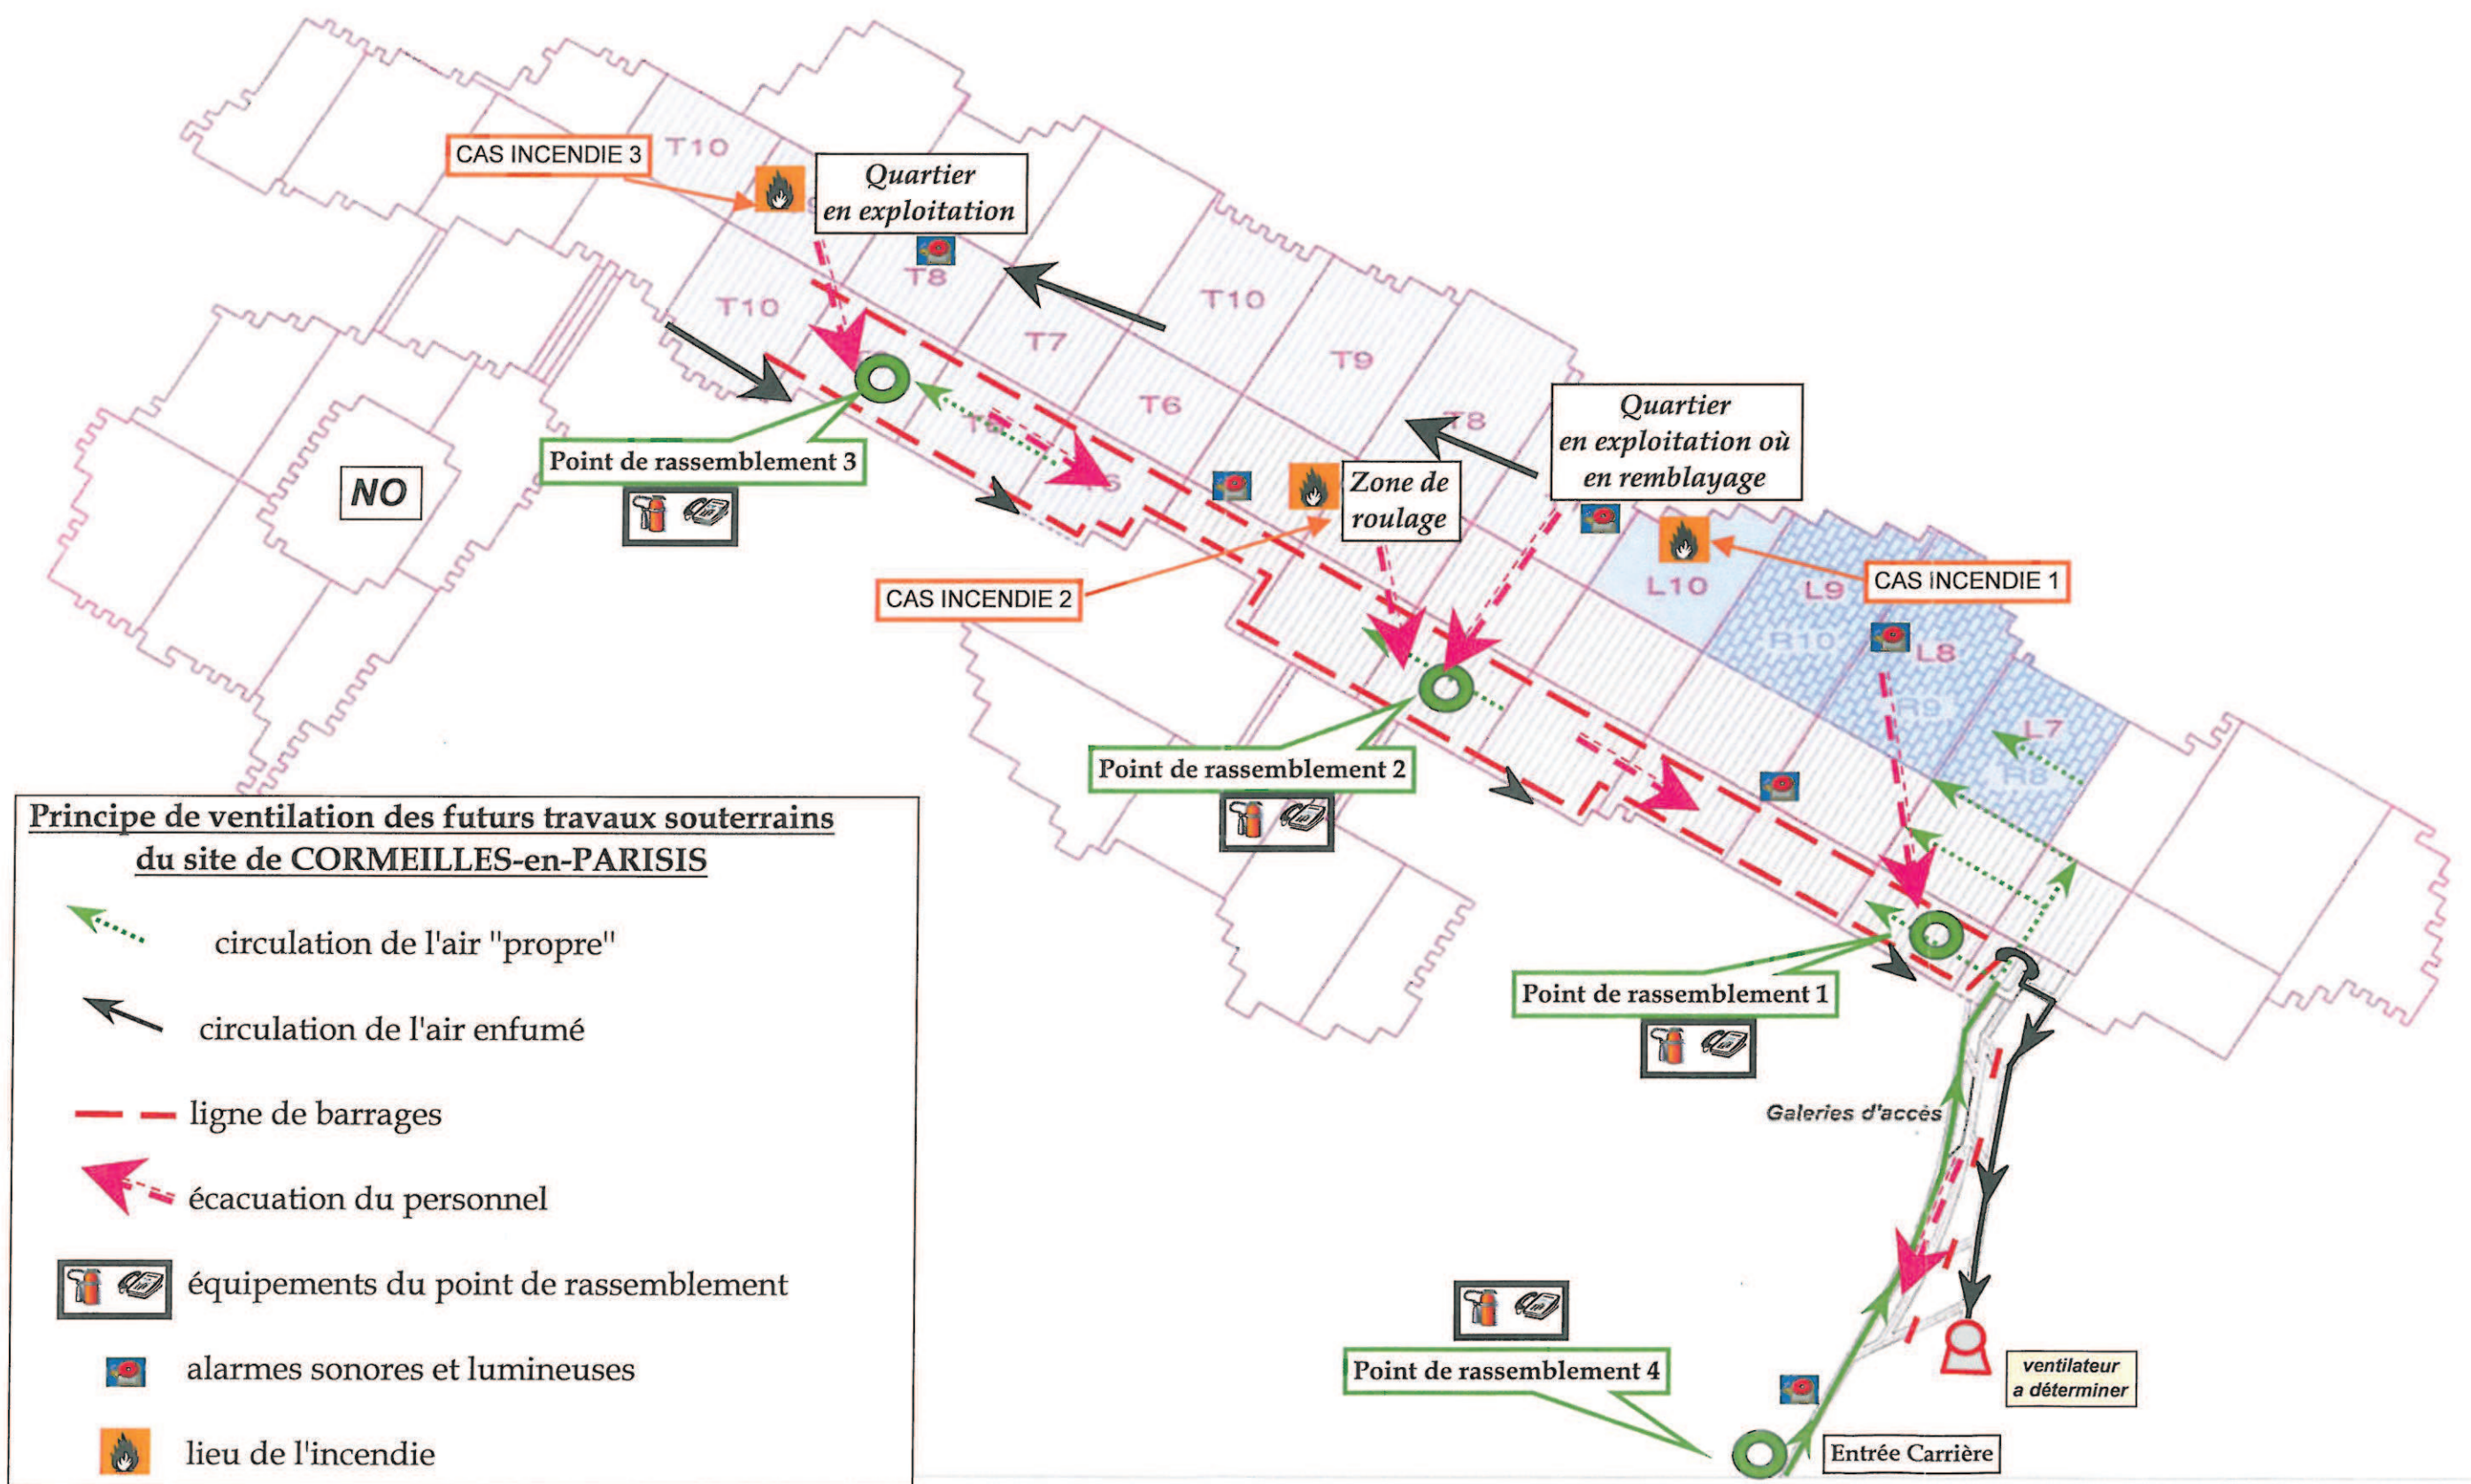 CAS INCENDIE 3
T10
Quartier
en exploitation
T8
T10
T10
T7
T9
T6
T8
Quartier
en exploitation où
en remblayage
Point de rassemblement 3
NO
Zone de
roulage
CAS INCENDIE 2
L10
L9
CAS INCENDIE 1
R10
L8
R9
L7
R8
Point de rassemblement 2
Principe de ventilation des futurs travaux souterrains
du site de CORMEILLES-en-PARISIS
circulation de l'air "propre"
circulation de l'air enfumé
ligne de barrages
écacuation du personnel
équipements du point de rassemblement
alarmes sonores et lumineuses
lieu de l'incendie
Point de rassemblement 1
Galeries d'accès
Point de rassemblement 4
ventilateur
a déterminer
Entrée Carrière